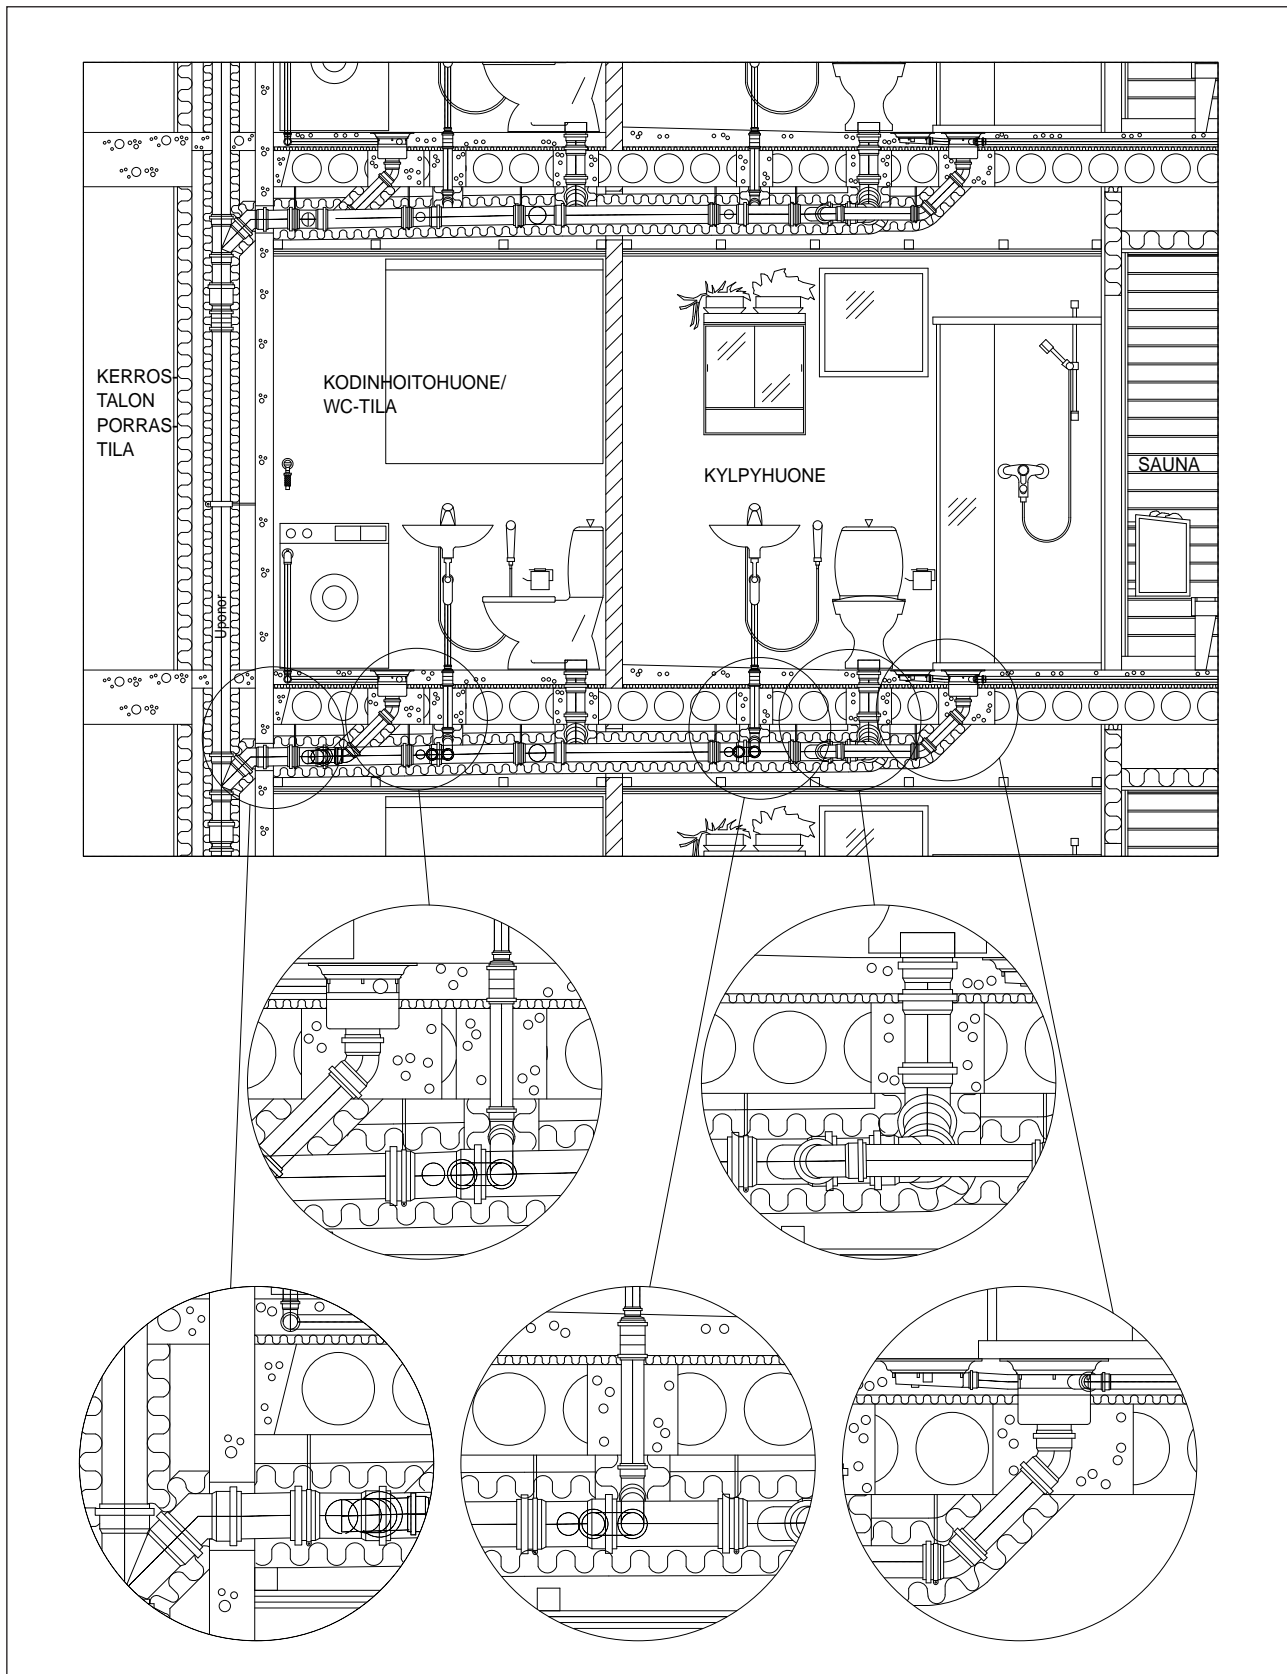 KERROS-
TALON
PORRAS-
TILA
KODINHOITOHUONE/
WC-TILA
KYLPYHUONE
SAUNA
Uponor